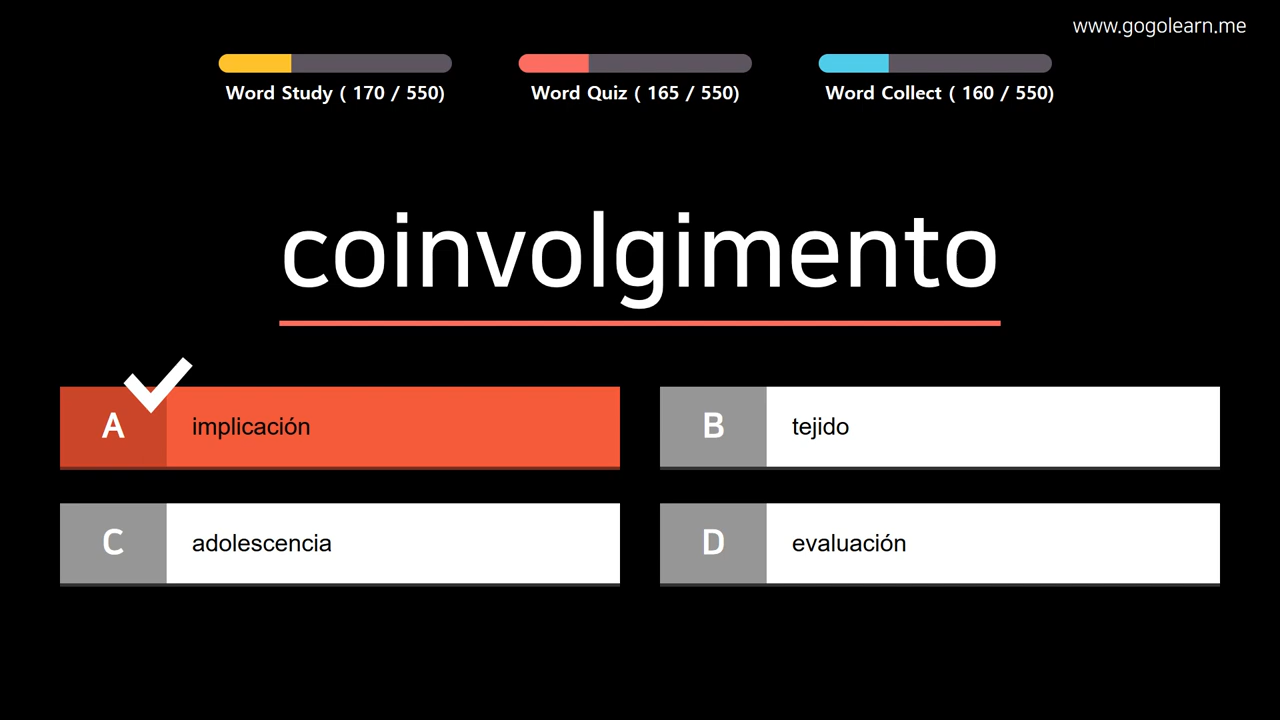 www.gogolearn.me
Word Study ( 170 / 550)
Word Quiz ( 165 / 550)
Word Collect ( 160 / 550)
coinvolgimento
A implicación
B tejido
C adolescencia
D evaluación